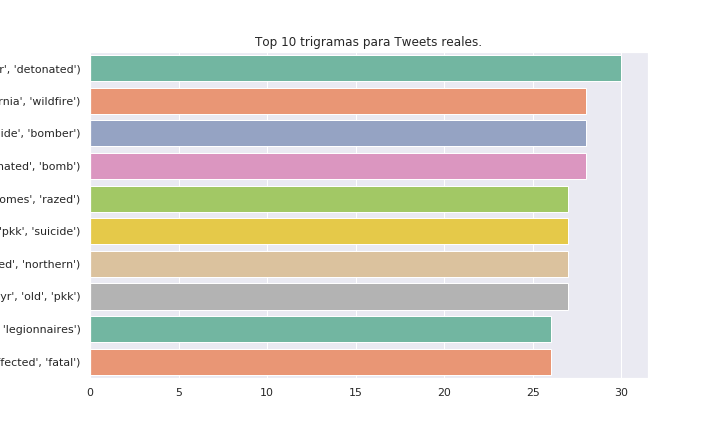 Top 10 trigramas para Tweets reales.
r', 'detonated')
rnia', 'wildfire')
ide', 'bomber')
nated', 'bomb')
omes', 'razed')
'pkk', 'suicide')
ed', 'northern')
yr', 'old', 'pkk')
'legionnaires')
fected', 'fatal')
0 5 10 15 20 25 30